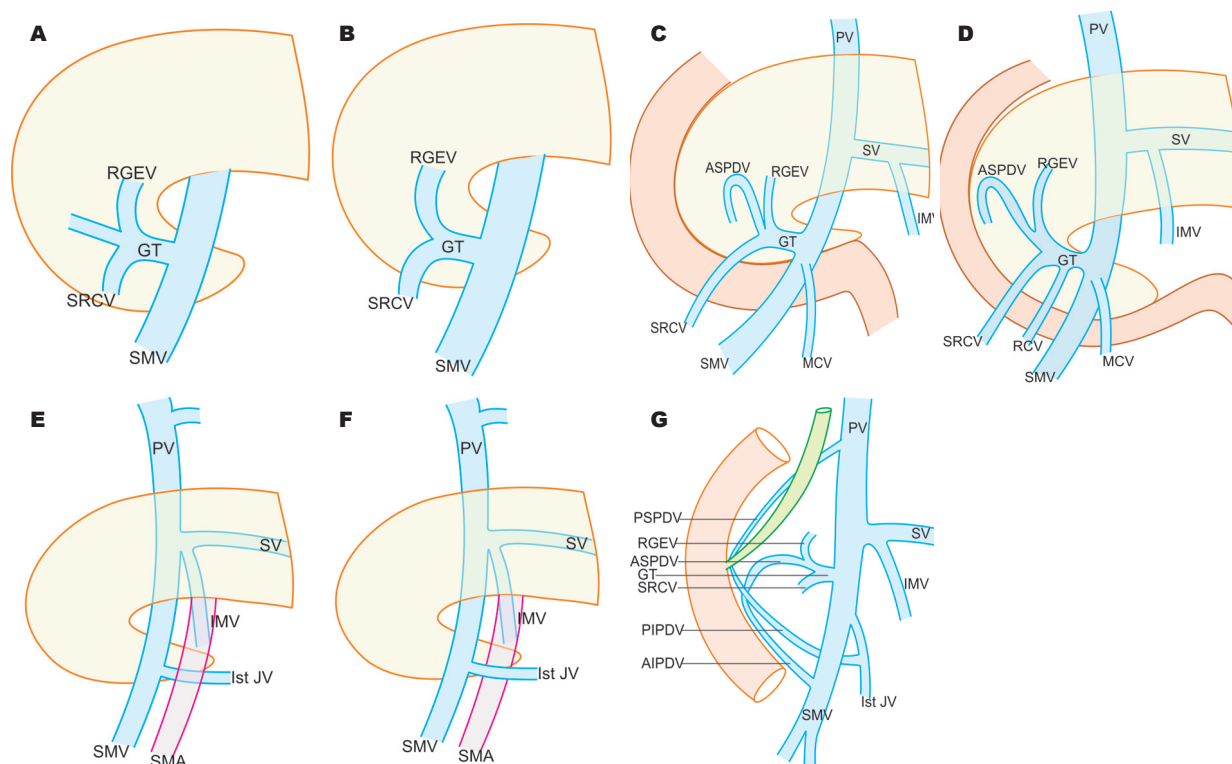 A
RGEV
GT
SRCV
SMV
B
RGEV
GT
SRCV
SMV
C
PV
SV
ASPDV
RGEV
IMV
GT
SRCV
SMV
MCV
D
PV
SV
ASPDV
RGEV
IMV
GT
SRCV
RCV
MCV
SMV
E
PV
SV
IMV
Ist JV
SMV
SMA
F
PV
SV
IMV
Ist JV
SMV
SMA
G
PV
PSPDV
SV
RGEV
ASPDV
GT
IMV
SRCV
PIPDV
AIPDV
Ist JV
SMV